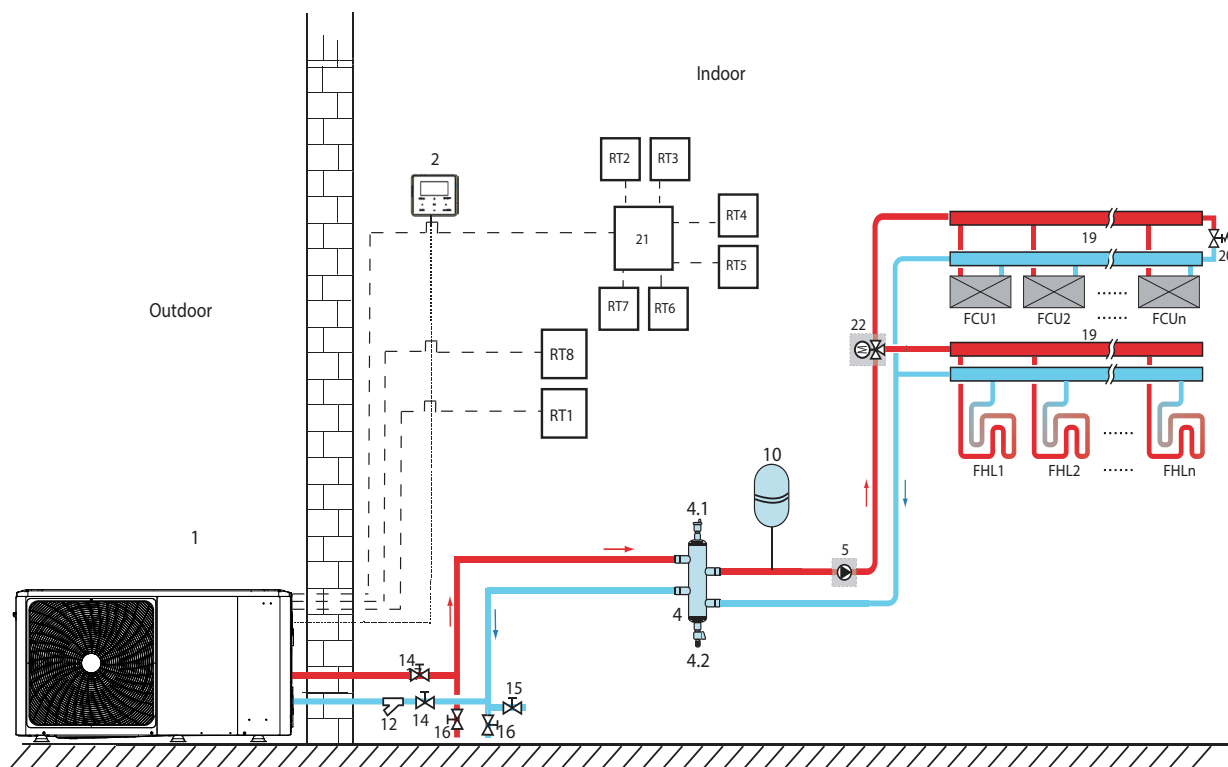 Indoor
Outdoor
2
RT2
RT3
21
RT4
RT5
RT7
RT6
RT8
RT1
19
FCU1
FCU2
......
......
FCUn
22
M
19
......
......
FHL1
FHL2
FHLn
10
4.1
5
4
4.2
1
14
15
12
14
16
16